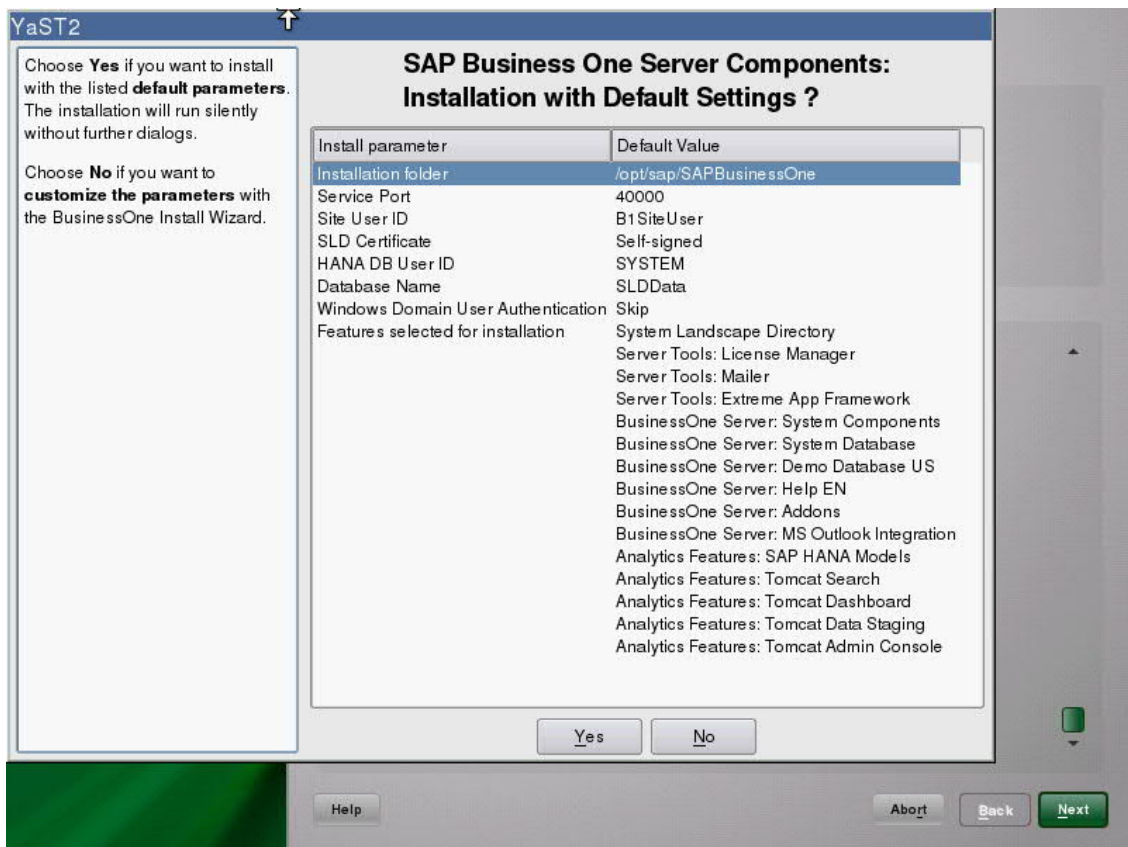 YaST2
Choose Yes if you want to install
with the listed default parameters.
The installation will run silently
without further dialogs.
Choose No if you want to
customize the parameters with
the BusinessOne Install Wizard.
SAP Business One Server Components:
Installation with Default Settings ?
Install parameter Default Value
Installation folder /opt/sap/SAPBusinessOne
Service Port 40000
Site User ID B1SiteUser
SLD Certificate Self-signed
HANA DB User ID SYSTEM
Database Name SLDData
Windows Domain User Authentication Skip
Features selected for installation System Landscape Directory
Server Tools: License Manager
Server Tools: Mailer
Server Tools: Extreme App Framework
BusinessOne Server: System Components
BusinessOne Server: System Database
BusinessOne Server: Demo Database US
BusinessOne Server: Help EN
BusinessOne Server: Addons
BusinessOne Server: MS Outlook Integration
Analytics Features: SAP HANA Models
Analytics Features: Tomcat Search
Analytics Features: Tomcat Dashboard
Analytics Features: Tomcat Data Staging
Analytics Features: Tomcat Admin Console
Yes No
Help Abort Back Next